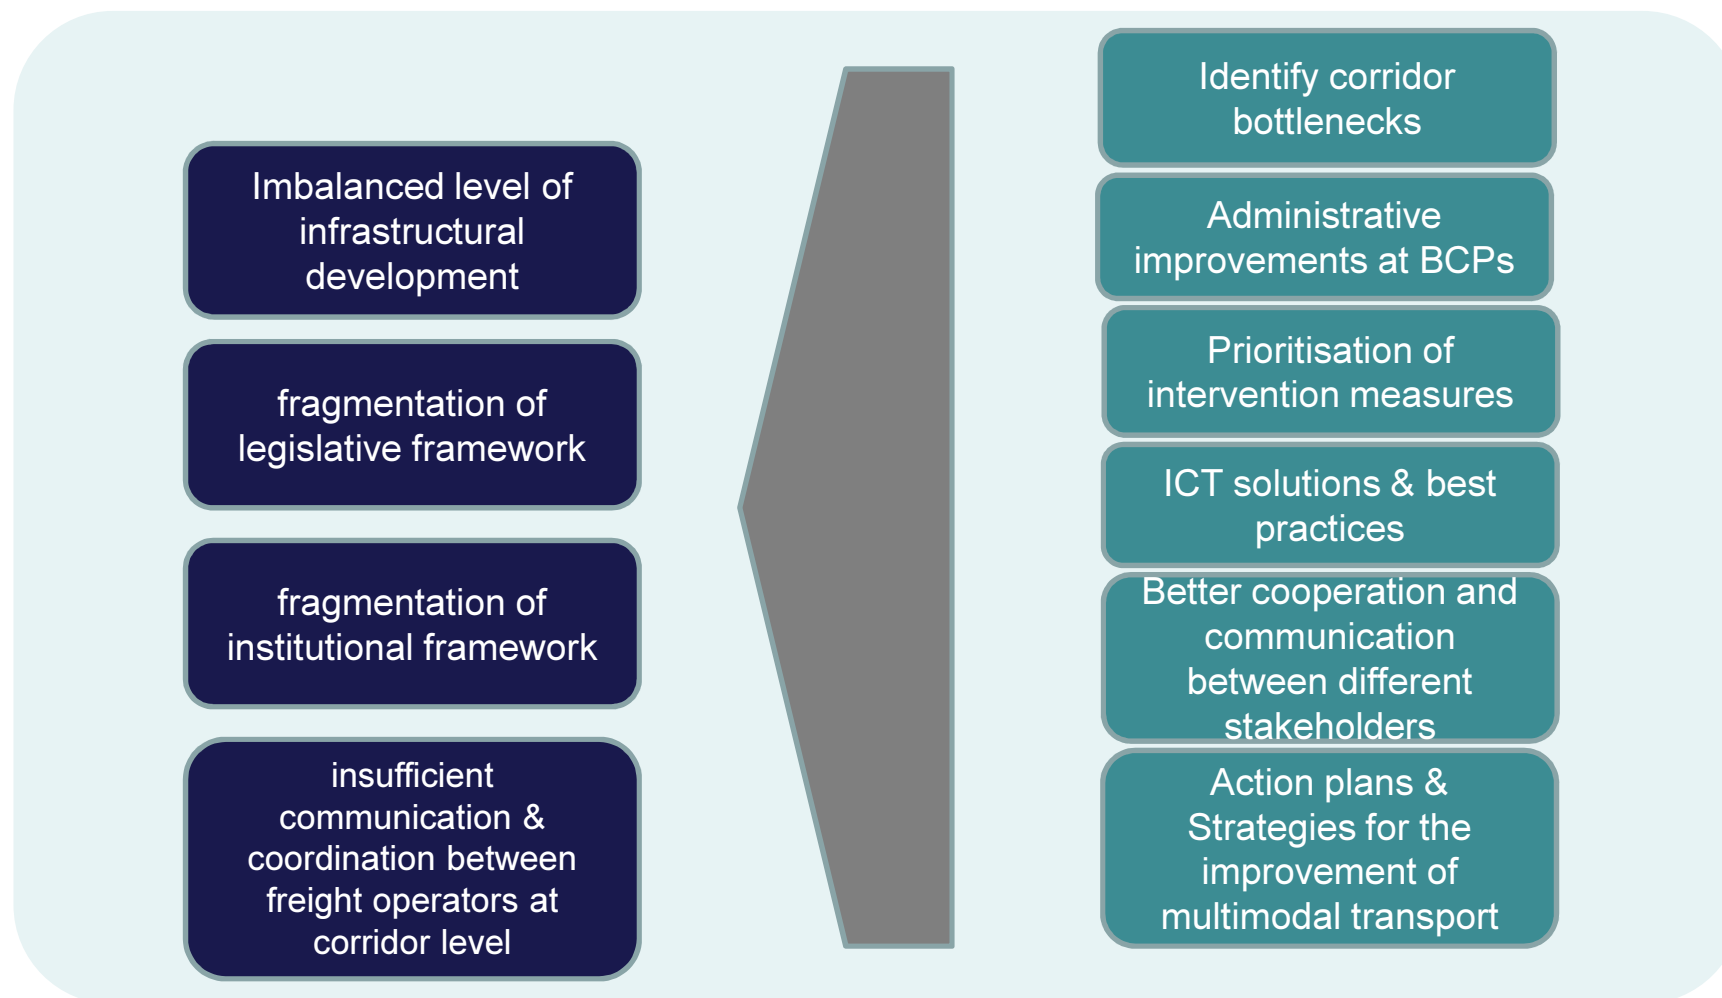 Imbalanced level of
infrastructural
development
fragmentation of
legislative framework
fragmentation of
institutional framework
insufficient
communication &
coordination between
freight operators at
corridor level
Identify corridor
bottlenecks
Administrative
improvements at BCPs
Prioritisation of
intervention measures
ICT solutions & best
practices
Better cooperation and
communication
between different
stakeholders
Action plans &
Strategies for the
improvement of
multimodal transport